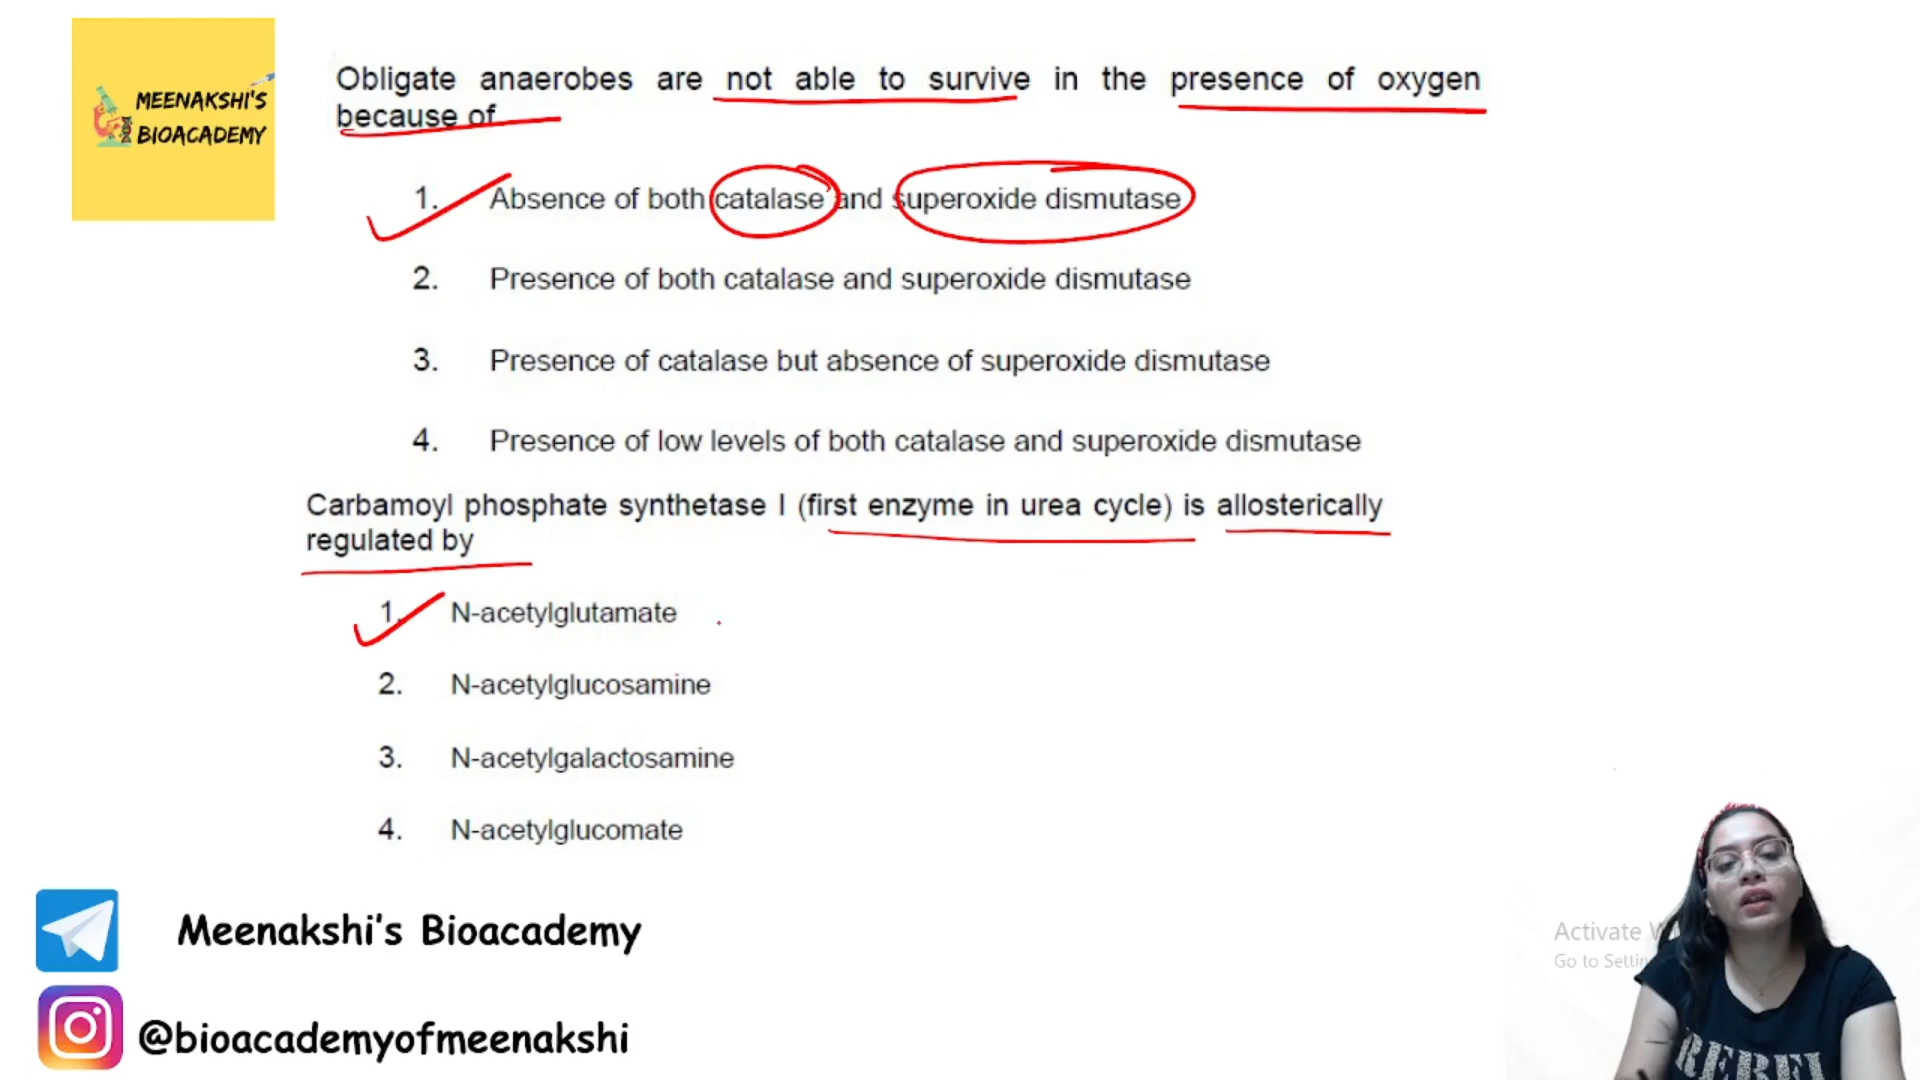 MEENAKSHI'S
BIOACADEMY
Obligate anaerobes are not able to survive in the presence of oxygen
because of
1. Absence of both catalase and superoxide dismutase
2. Presence of both catalase and superoxide dismutase
3. Presence of catalase but absence of superoxide dismutase
4. Presence of low levels of both catalase and superoxide dismutase
Carbamoyl phosphate synthetase I (first enzyme in urea cycle) is allosterically
regulated by
1. N-acetylglutamate
2. N-acetylglucosamine
3. N-acetylgalactosamine
4. N-acetylglucomate
Meenakshi's Bioacademy
@bioacademyofmeenakshi
Activate
Go to
REBEL